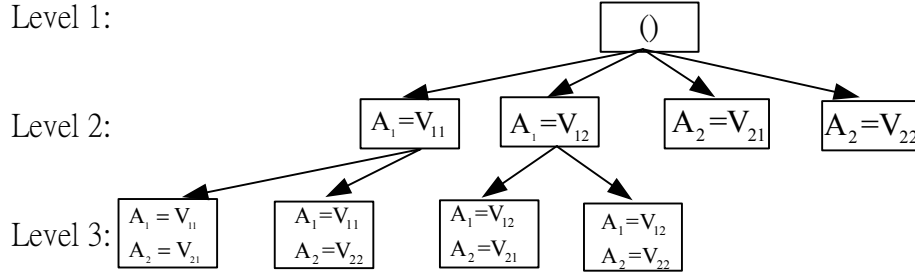 Level 1:
()
Level 2:
A₁=V₁₁
A₁=V₁₂
A₂=V₂₁
A₂=V₂₂
Level 3:
A₁ = V₁₁
A₂ = V₂₁
A₁=V₁₁
A₂=V₂₂
A₁=V₁₂
A₂=V₂₁
A₁=V₁₂
A₂=V₂₂